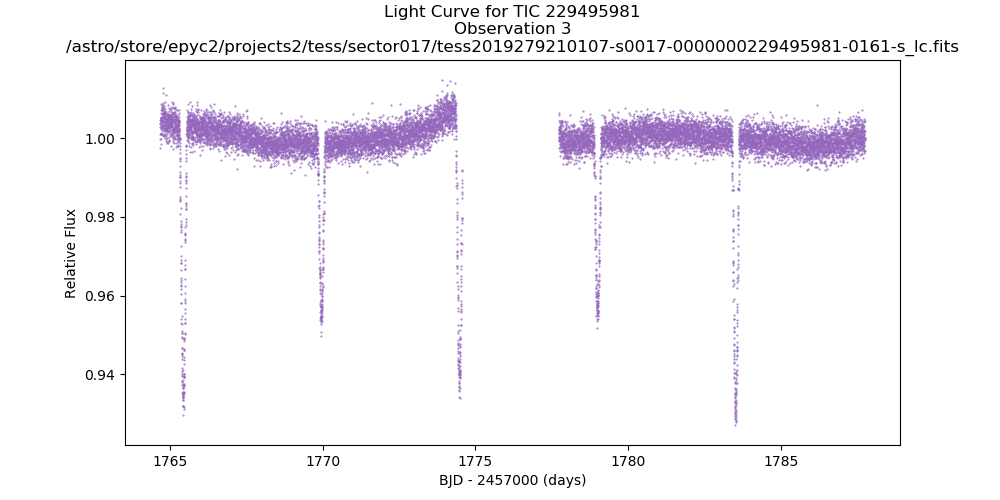 Light Curve for TIC 229495981
Observation 3
/astro/store/epyc2/projects2/tess/sector017/tess2019279210107-s0017-0000000229495981-0161-s_lc.fits
1.00
0.98
0.96
0.94
Relative Flux
1765
1770
1775
1780
1785
BJD - 2457000 (days)